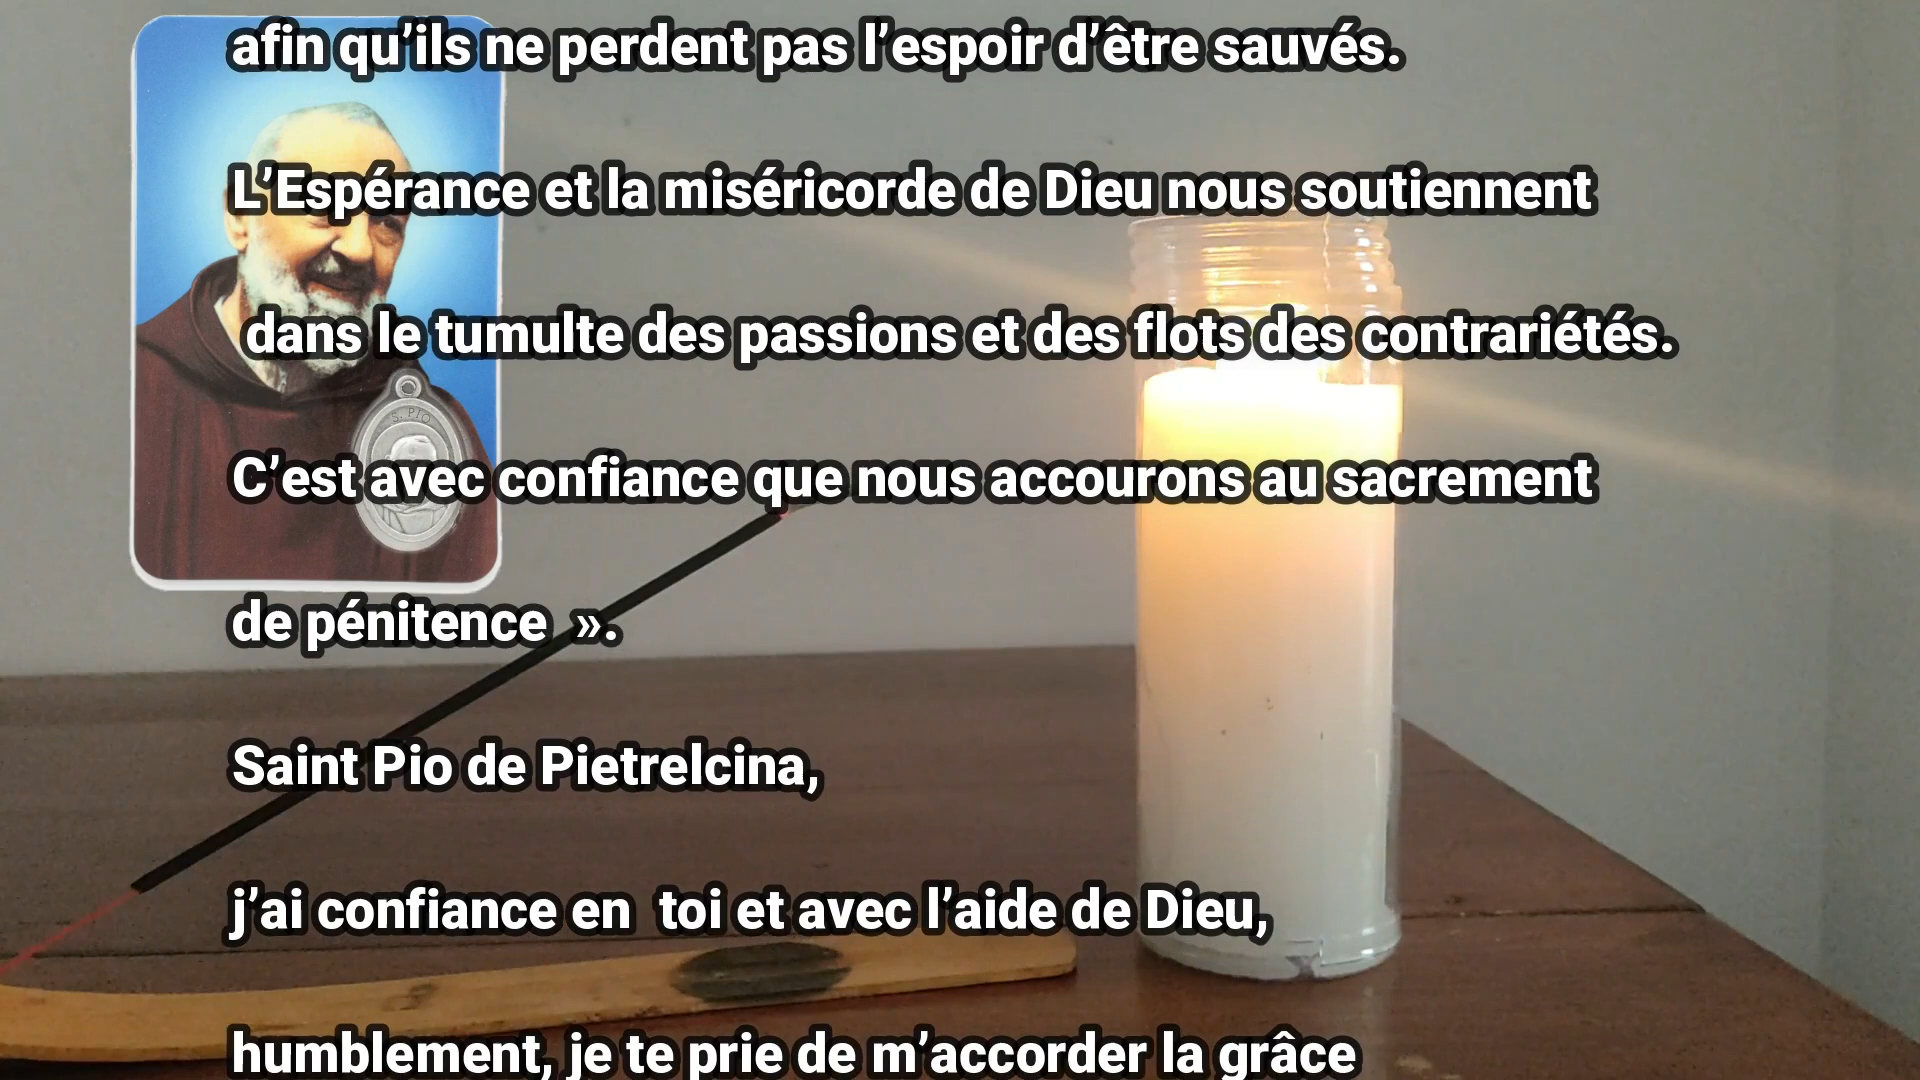 afin qu’ils ne perdent pas l’espoir d’être sauvés.
L’Espérance et la miséricorde de Dieu nous soutiennent
dans le tumulte des passions et des flots des contrariétés.
S. PIO
C’est avec confiance que nous accourons au sacrement
de pénitence  ».
Saint Pio de Pietrelcina,
j’ai confiance en  toi et avec l’aide de Dieu,
humblement, je te prie de m’accorder la grâce